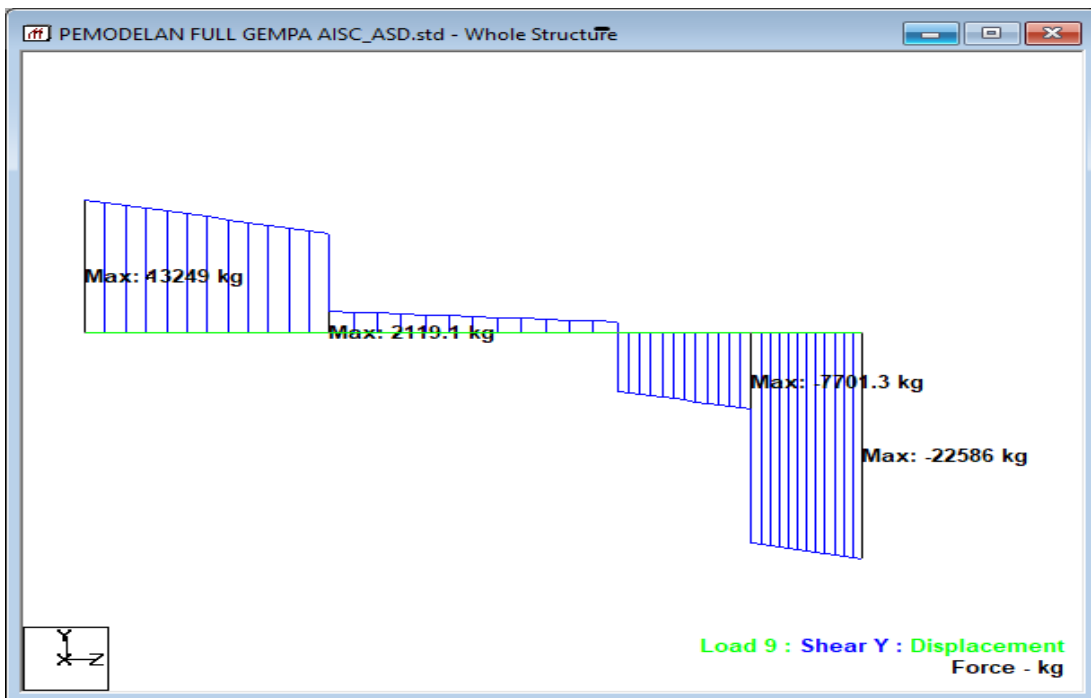 PEMODELAN FULL GEMPA AISC_ASD.std - Whole Structure
Max: 13249 kg
Max: 2119.1 kg
Max: -7701.3 kg
Max: -22586 kg
Y
X Z
Load 9 : Shear Y : Displacement
Force - kg